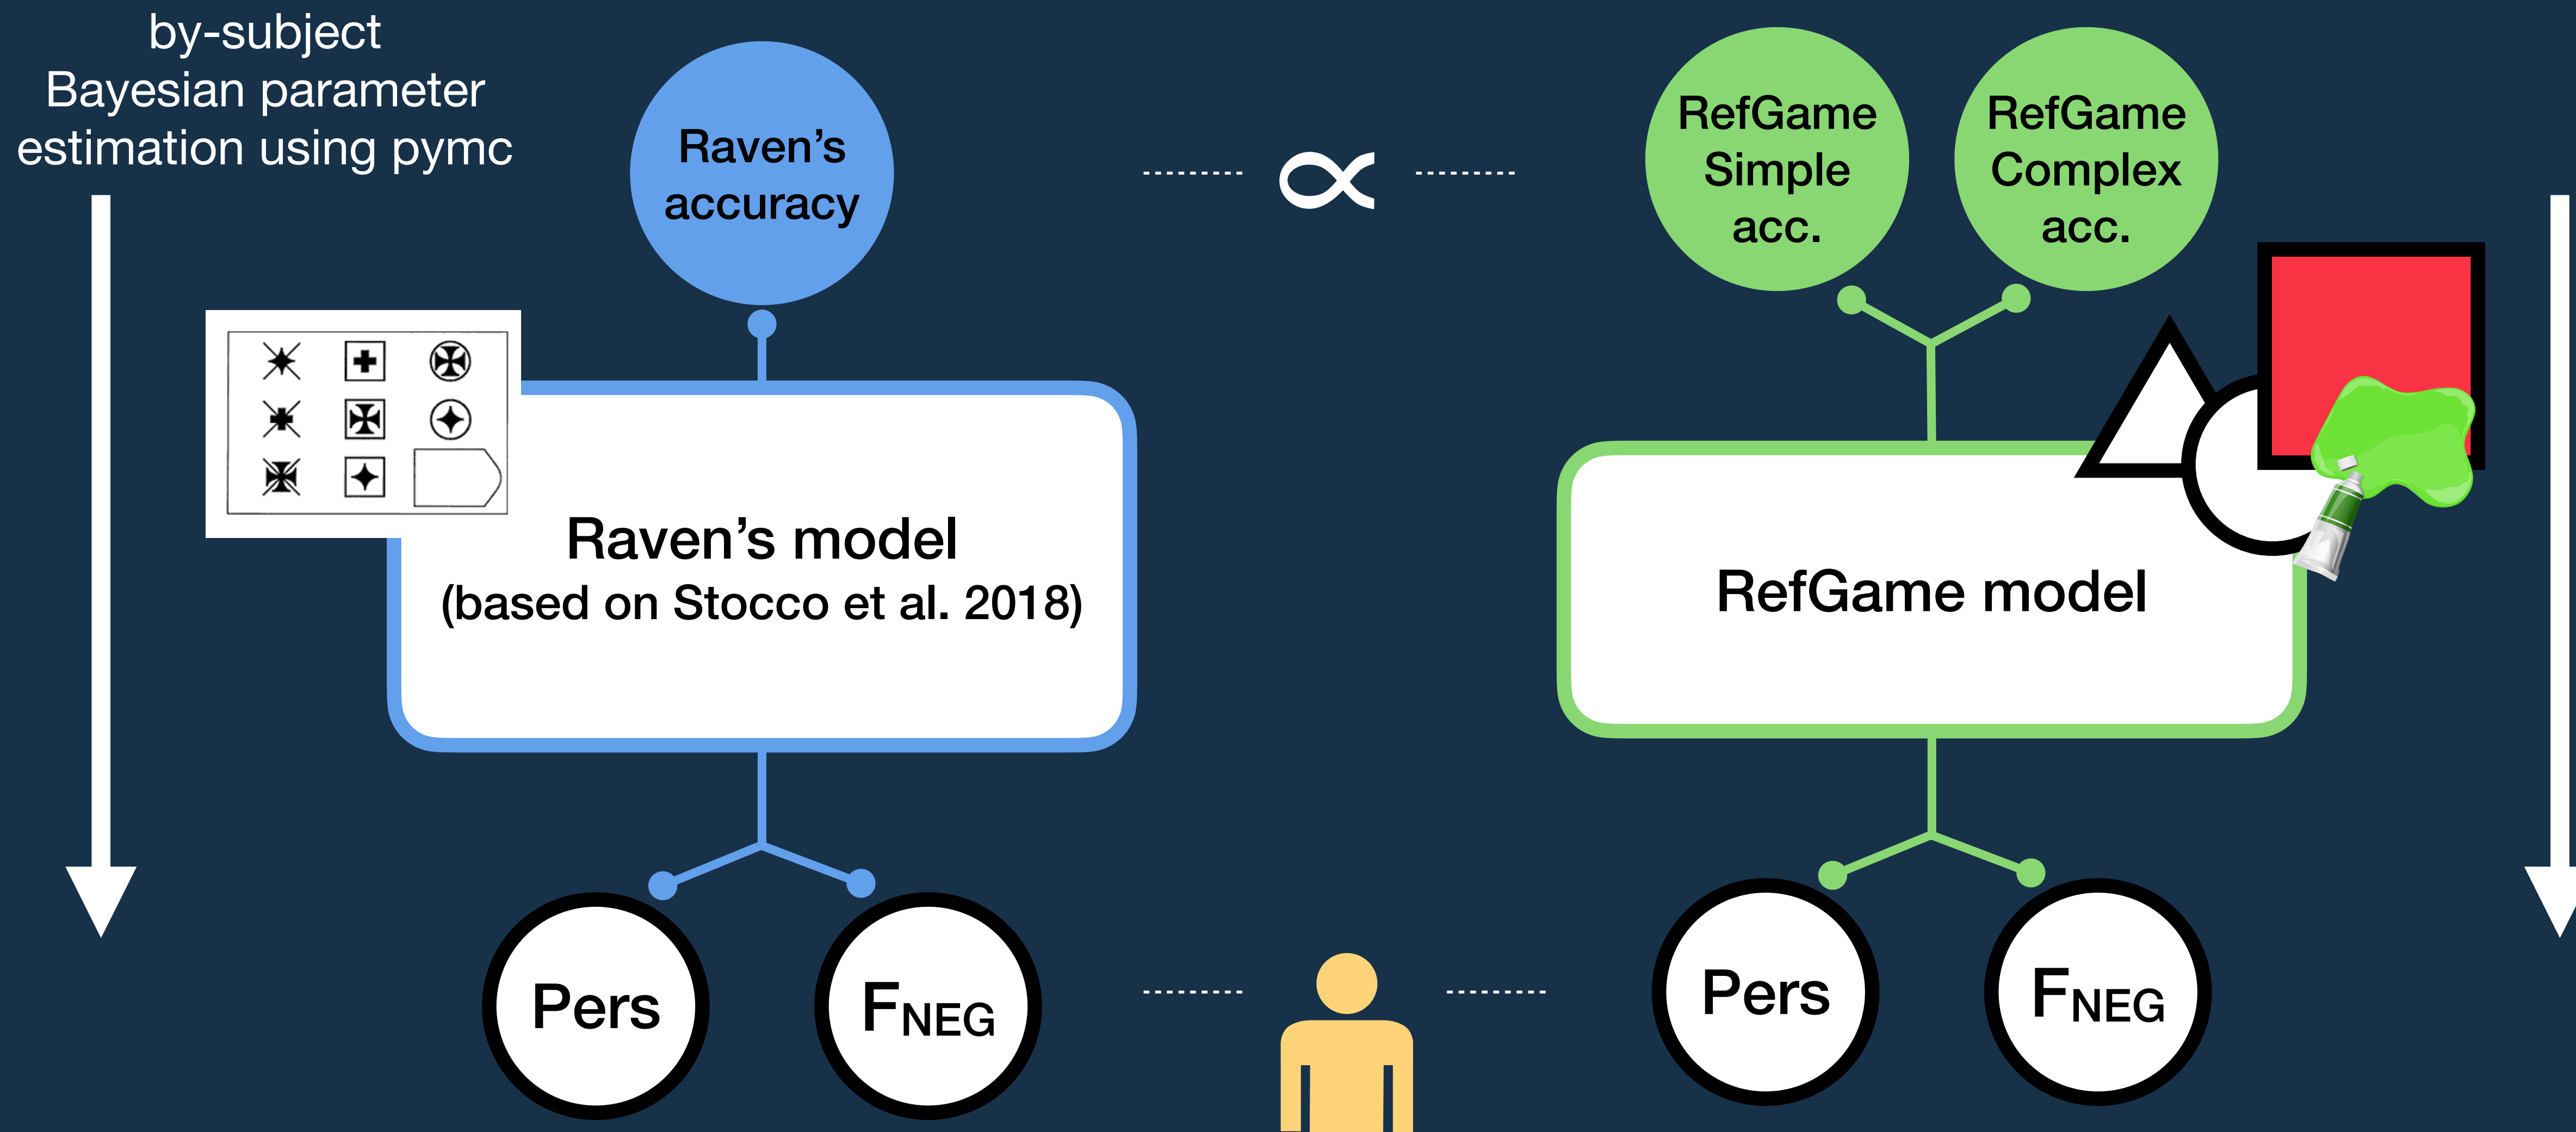 by-subject
Bayesian parameter
estimation using pymc
Raven's
accuracy
∝
RefGame
Simple
acc.
RefGame
Complex
acc.
Raven's model
(based on Stocco et al. 2018)
RefGame model
Pers
FNEG
Pers
FNEG